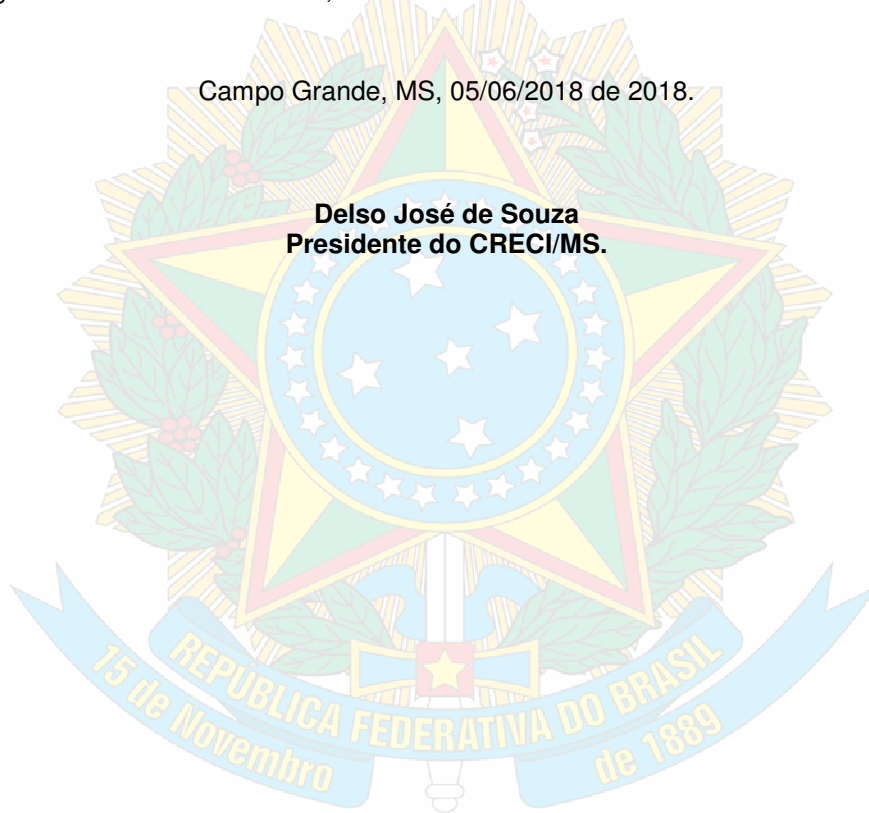 Campo Grande, MS, 05/06/2018 de 2018.
Delso José de Souza
Presidente do CRECI/MS.
REPÚBLICA FEDERATIVA DO BRASIL
15 de Novembro
de 1889